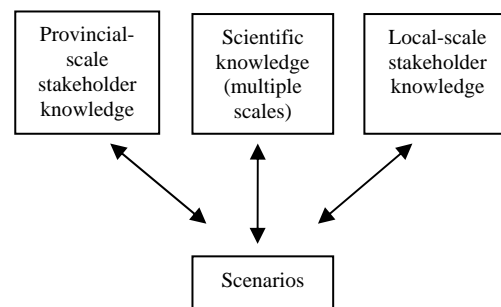 Provincial-
scale
stakeholder
knowledge
Scientific
knowledge
(multiple
scales)
Local-scale
stakeholder
knowledge
Scenarios